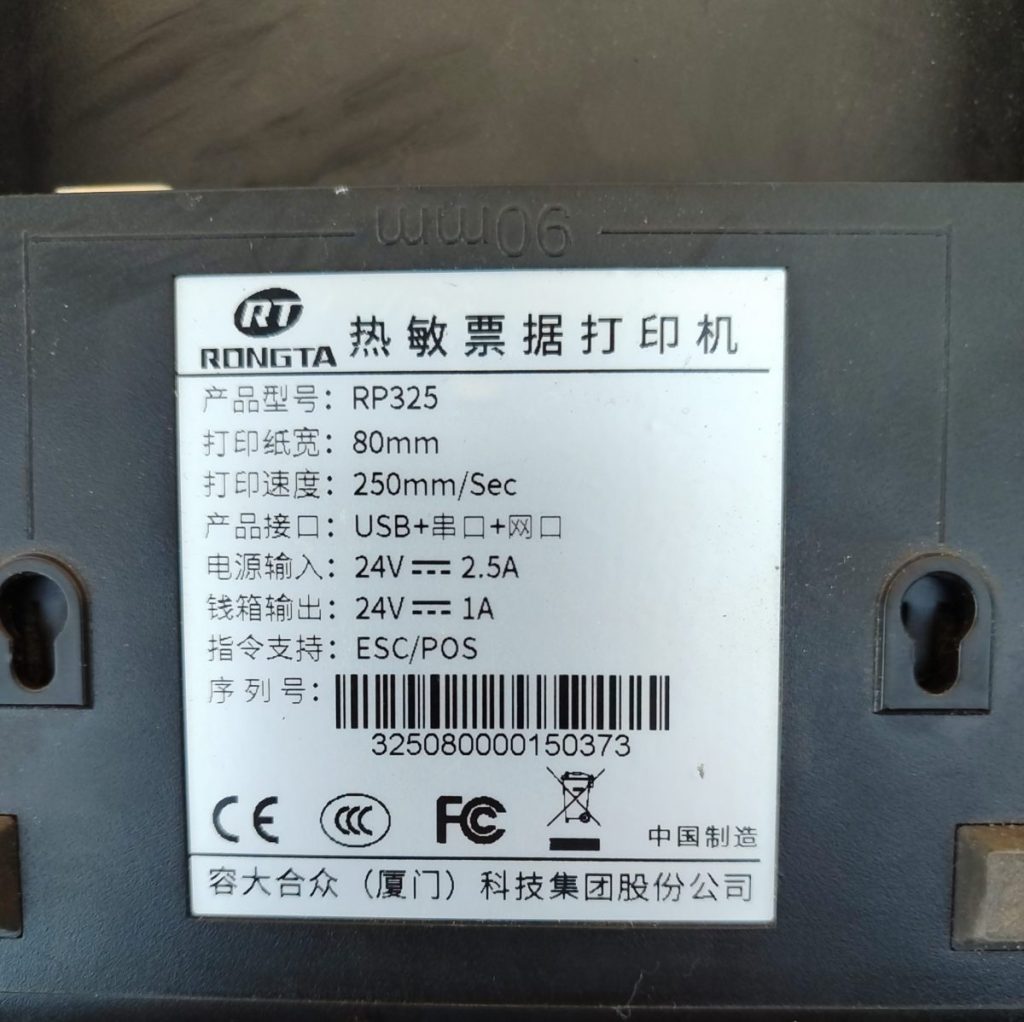 90mm
RT
RONGTA
热敏票据打印机
产品型号: RP325
打印纸宽: 80mm
打印速度: 250mm/Sec
产品接口: USB+串口+网口
电源输入: 24V ⎓ 2.5A
钱箱输出: 24V ⎓ 1A
指令支持: ESC/POS
序列号:
325080000150373
CE CCC FC
中国制造
容大合众（厦门）科技集团股份公司